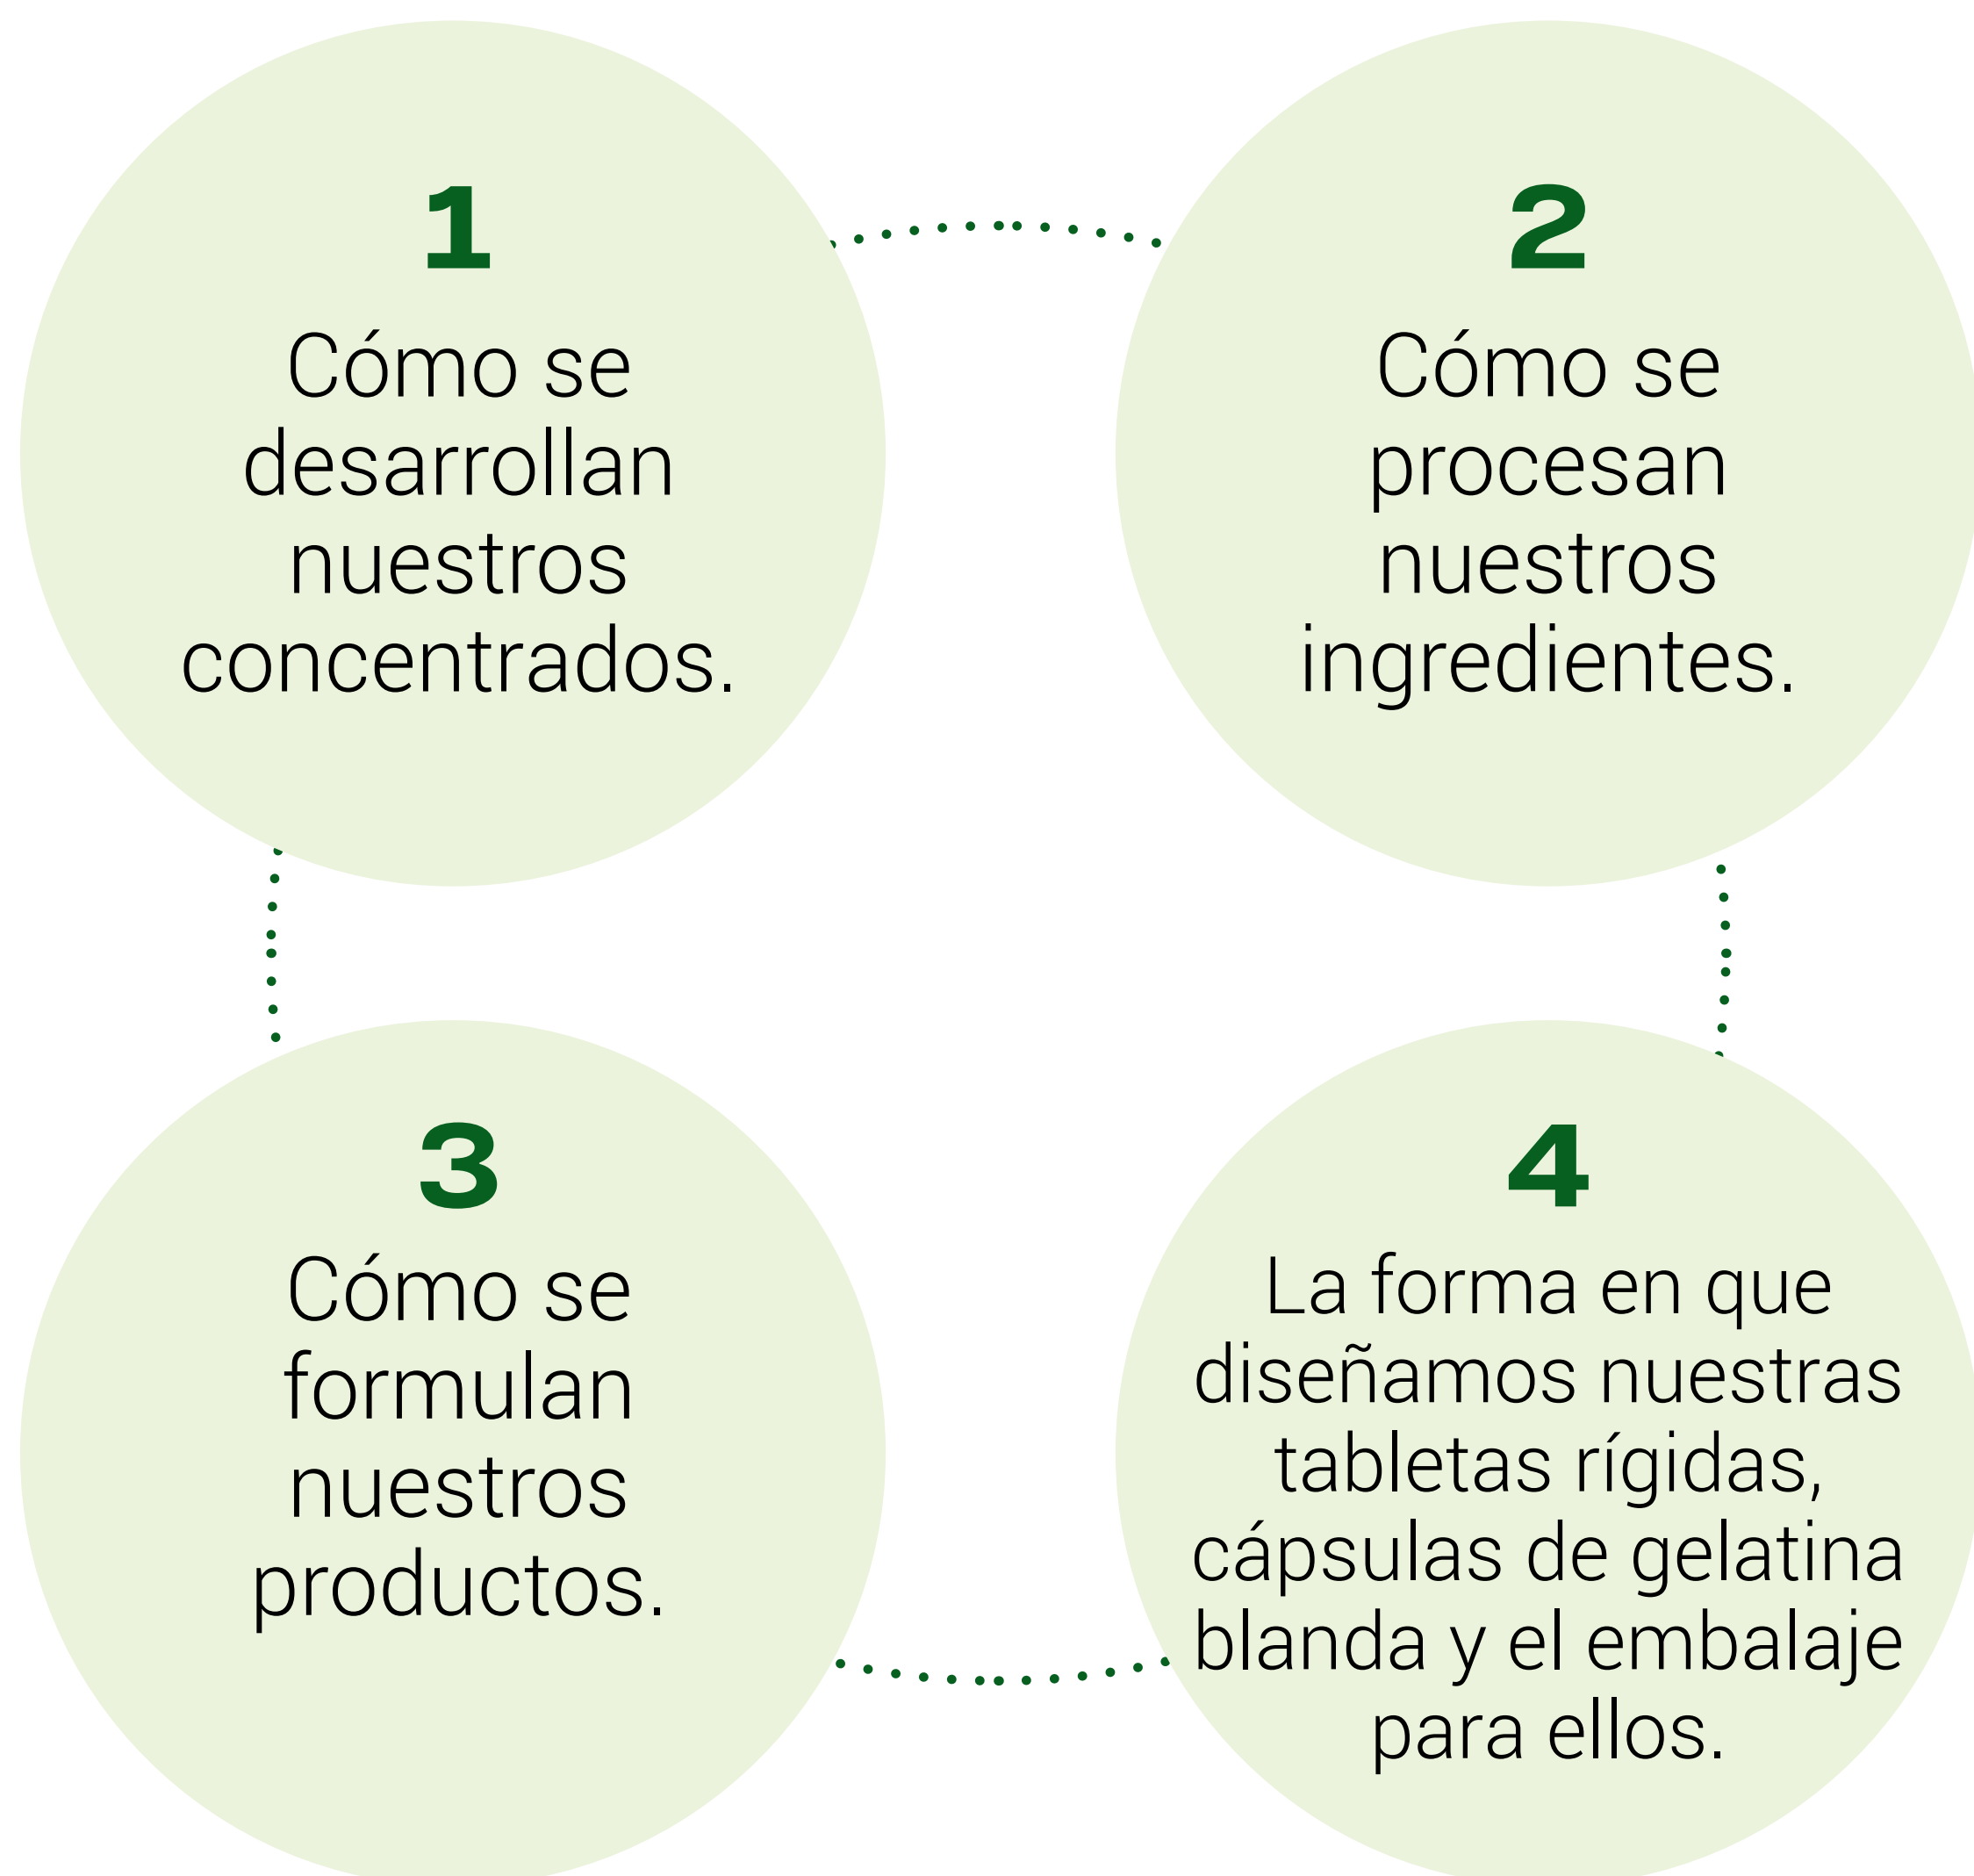 1
Cómo se
desarrollan
nuestros
concentrados.
2
Cómo se
procesan
nuestros
ingredientes.
3
Cómo se
formulan
nuestros
productos.
4
La forma en que
diseñamos nuestras
tabletas rígidas,
cápsulas de gelatina
blanda y el embalaje
para ellos.